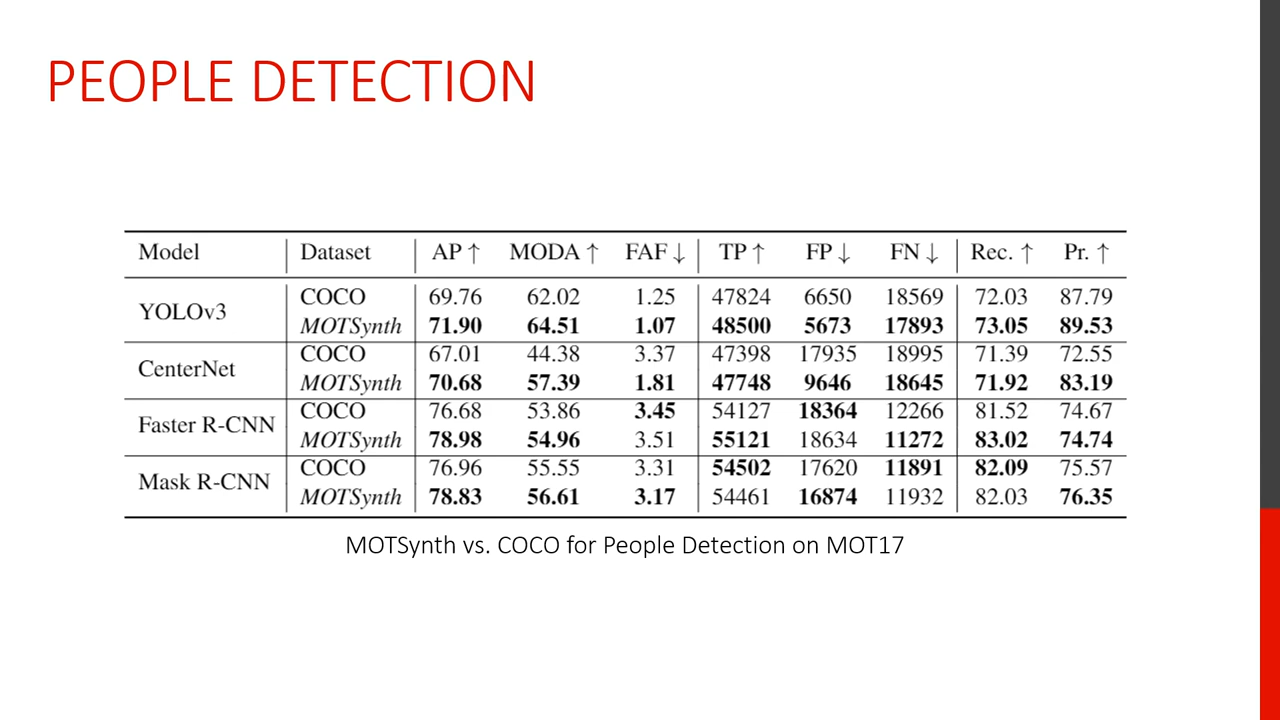 PEOPLE DETECTION
Model Dataset AP ↑ MODA ↑ FAF ↓ TP ↑ FP ↓ FN ↓ Rec. ↑ Pr. ↑
YOLOv3 COCO 69.76 62.02 1.25 47824 6650 18569 72.03 87.79
MOTSynth 71.90 64.51 1.07 48500 5673 17893 73.05 89.53
CenterNet COCO 67.01 44.38 3.37 47398 17935 18995 71.39 72.55
MOTSynth 70.68 57.39 1.81 47748 9646 18645 71.92 83.19
Faster R-CNN COCO 76.68 53.86 3.45 54127 18364 12266 81.52 74.67
MOTSynth 78.98 54.96 3.51 55121 18634 11272 83.02 74.74
Mask R-CNN COCO 76.96 55.55 3.31 54502 17620 11891 82.09 75.57
MOTSynth 78.83 56.61 3.17 54461 16874 11932 82.03 76.35
MOTSynth vs. COCO for People Detection on MOT17